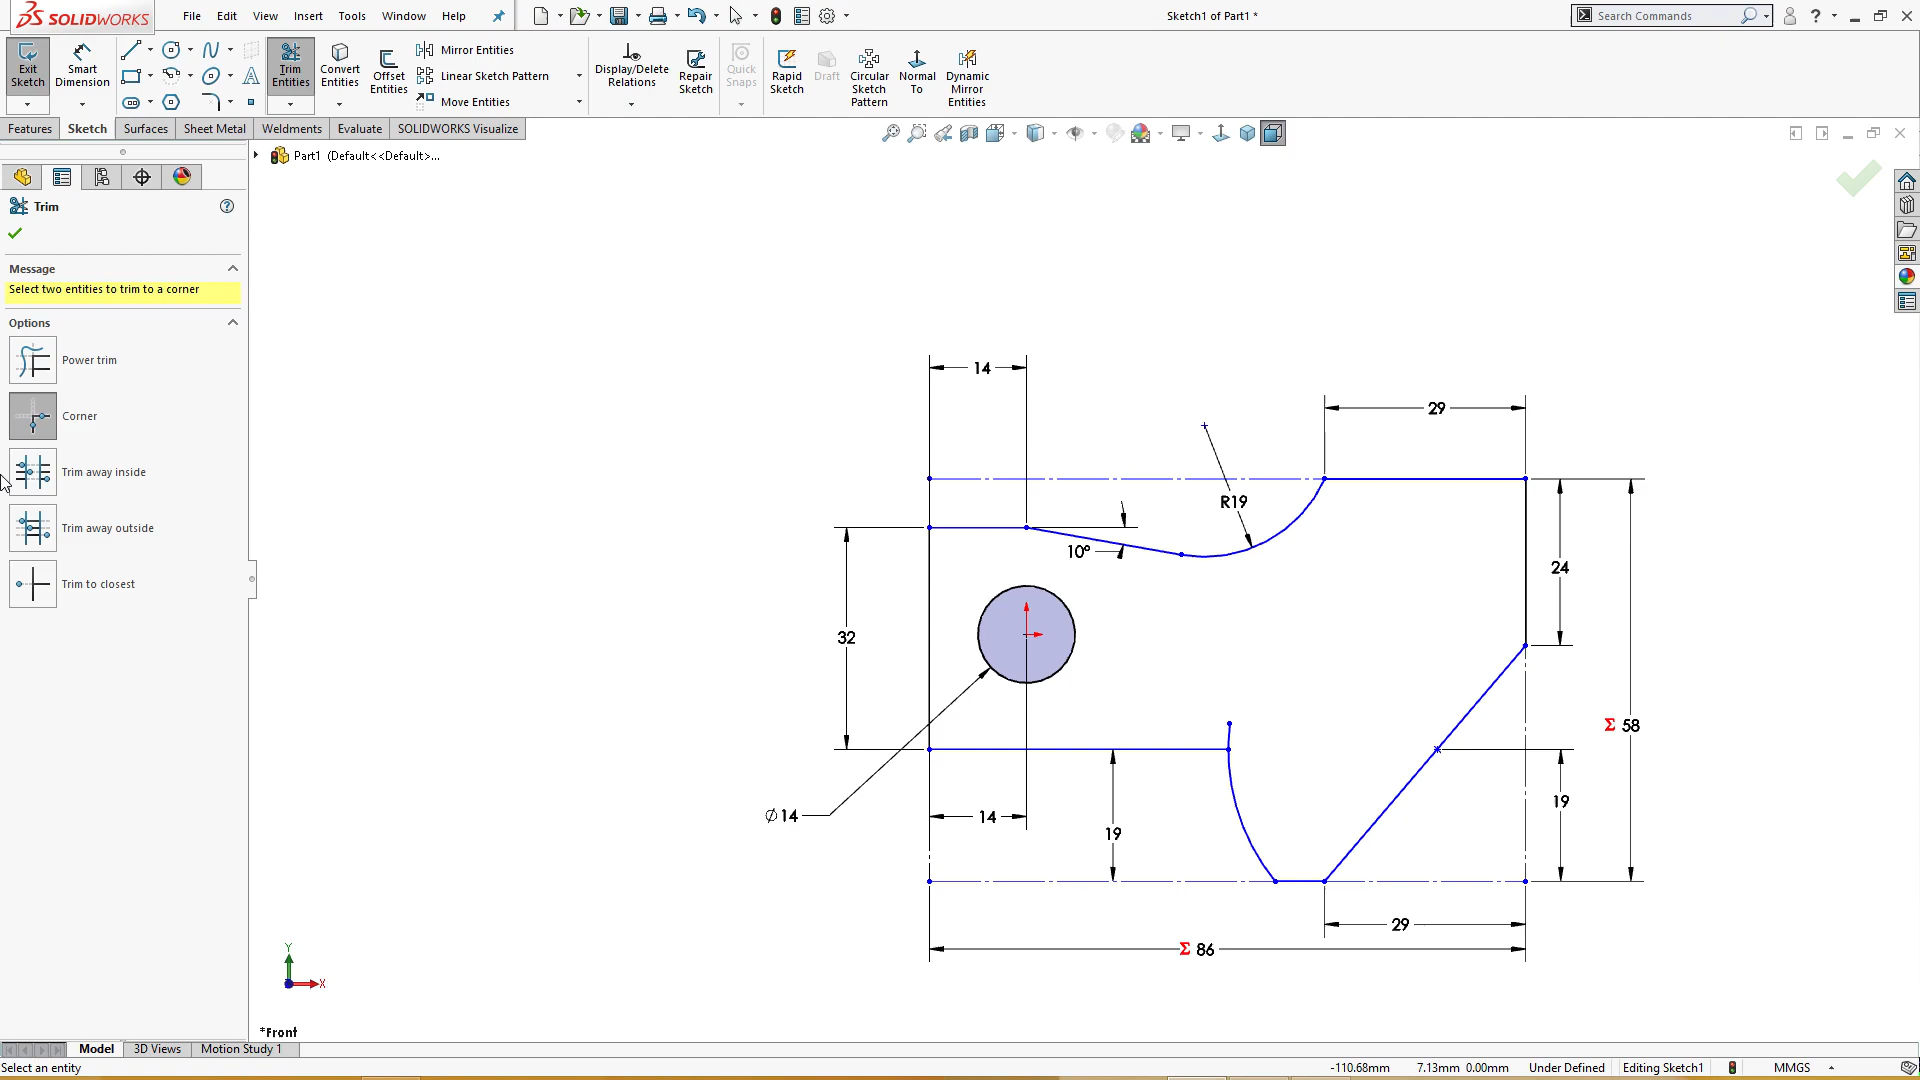 SOLIDWORKS
File Edit View Insert Tools Window Help
Sketch1 of Part1 *
Search Commands
Exit Sketch
Smart Dimension
Trim Entities
Convert Entities
Offset Entities
Mirror Entities
Linear Sketch Pattern
Move Entities
Display/Delete Relations
Repair Sketch
Quick Snaps
Rapid Sketch
Draft
Circular Sketch Pattern
Normal To
Dynamic Mirror Entities
Features Sketch Surfaces Sheet Metal Weldments Evaluate SOLIDWORKS Visualize
Part1 (Default<<Default>...
Trim
Message
Select two entities to trim to a corner
Options
Power trim
Corner
Trim away inside
Trim away outside
Trim to closest
14
29
R19
10°
24
32
Σ 58
19
Ø14
14
19
29
Σ 86
Y
X
*Front
Model 3D Views Motion Study 1
Select an entity
-110.68mm 7.13mm 0.00mm Under Defined Editing Sketch1 MMGS